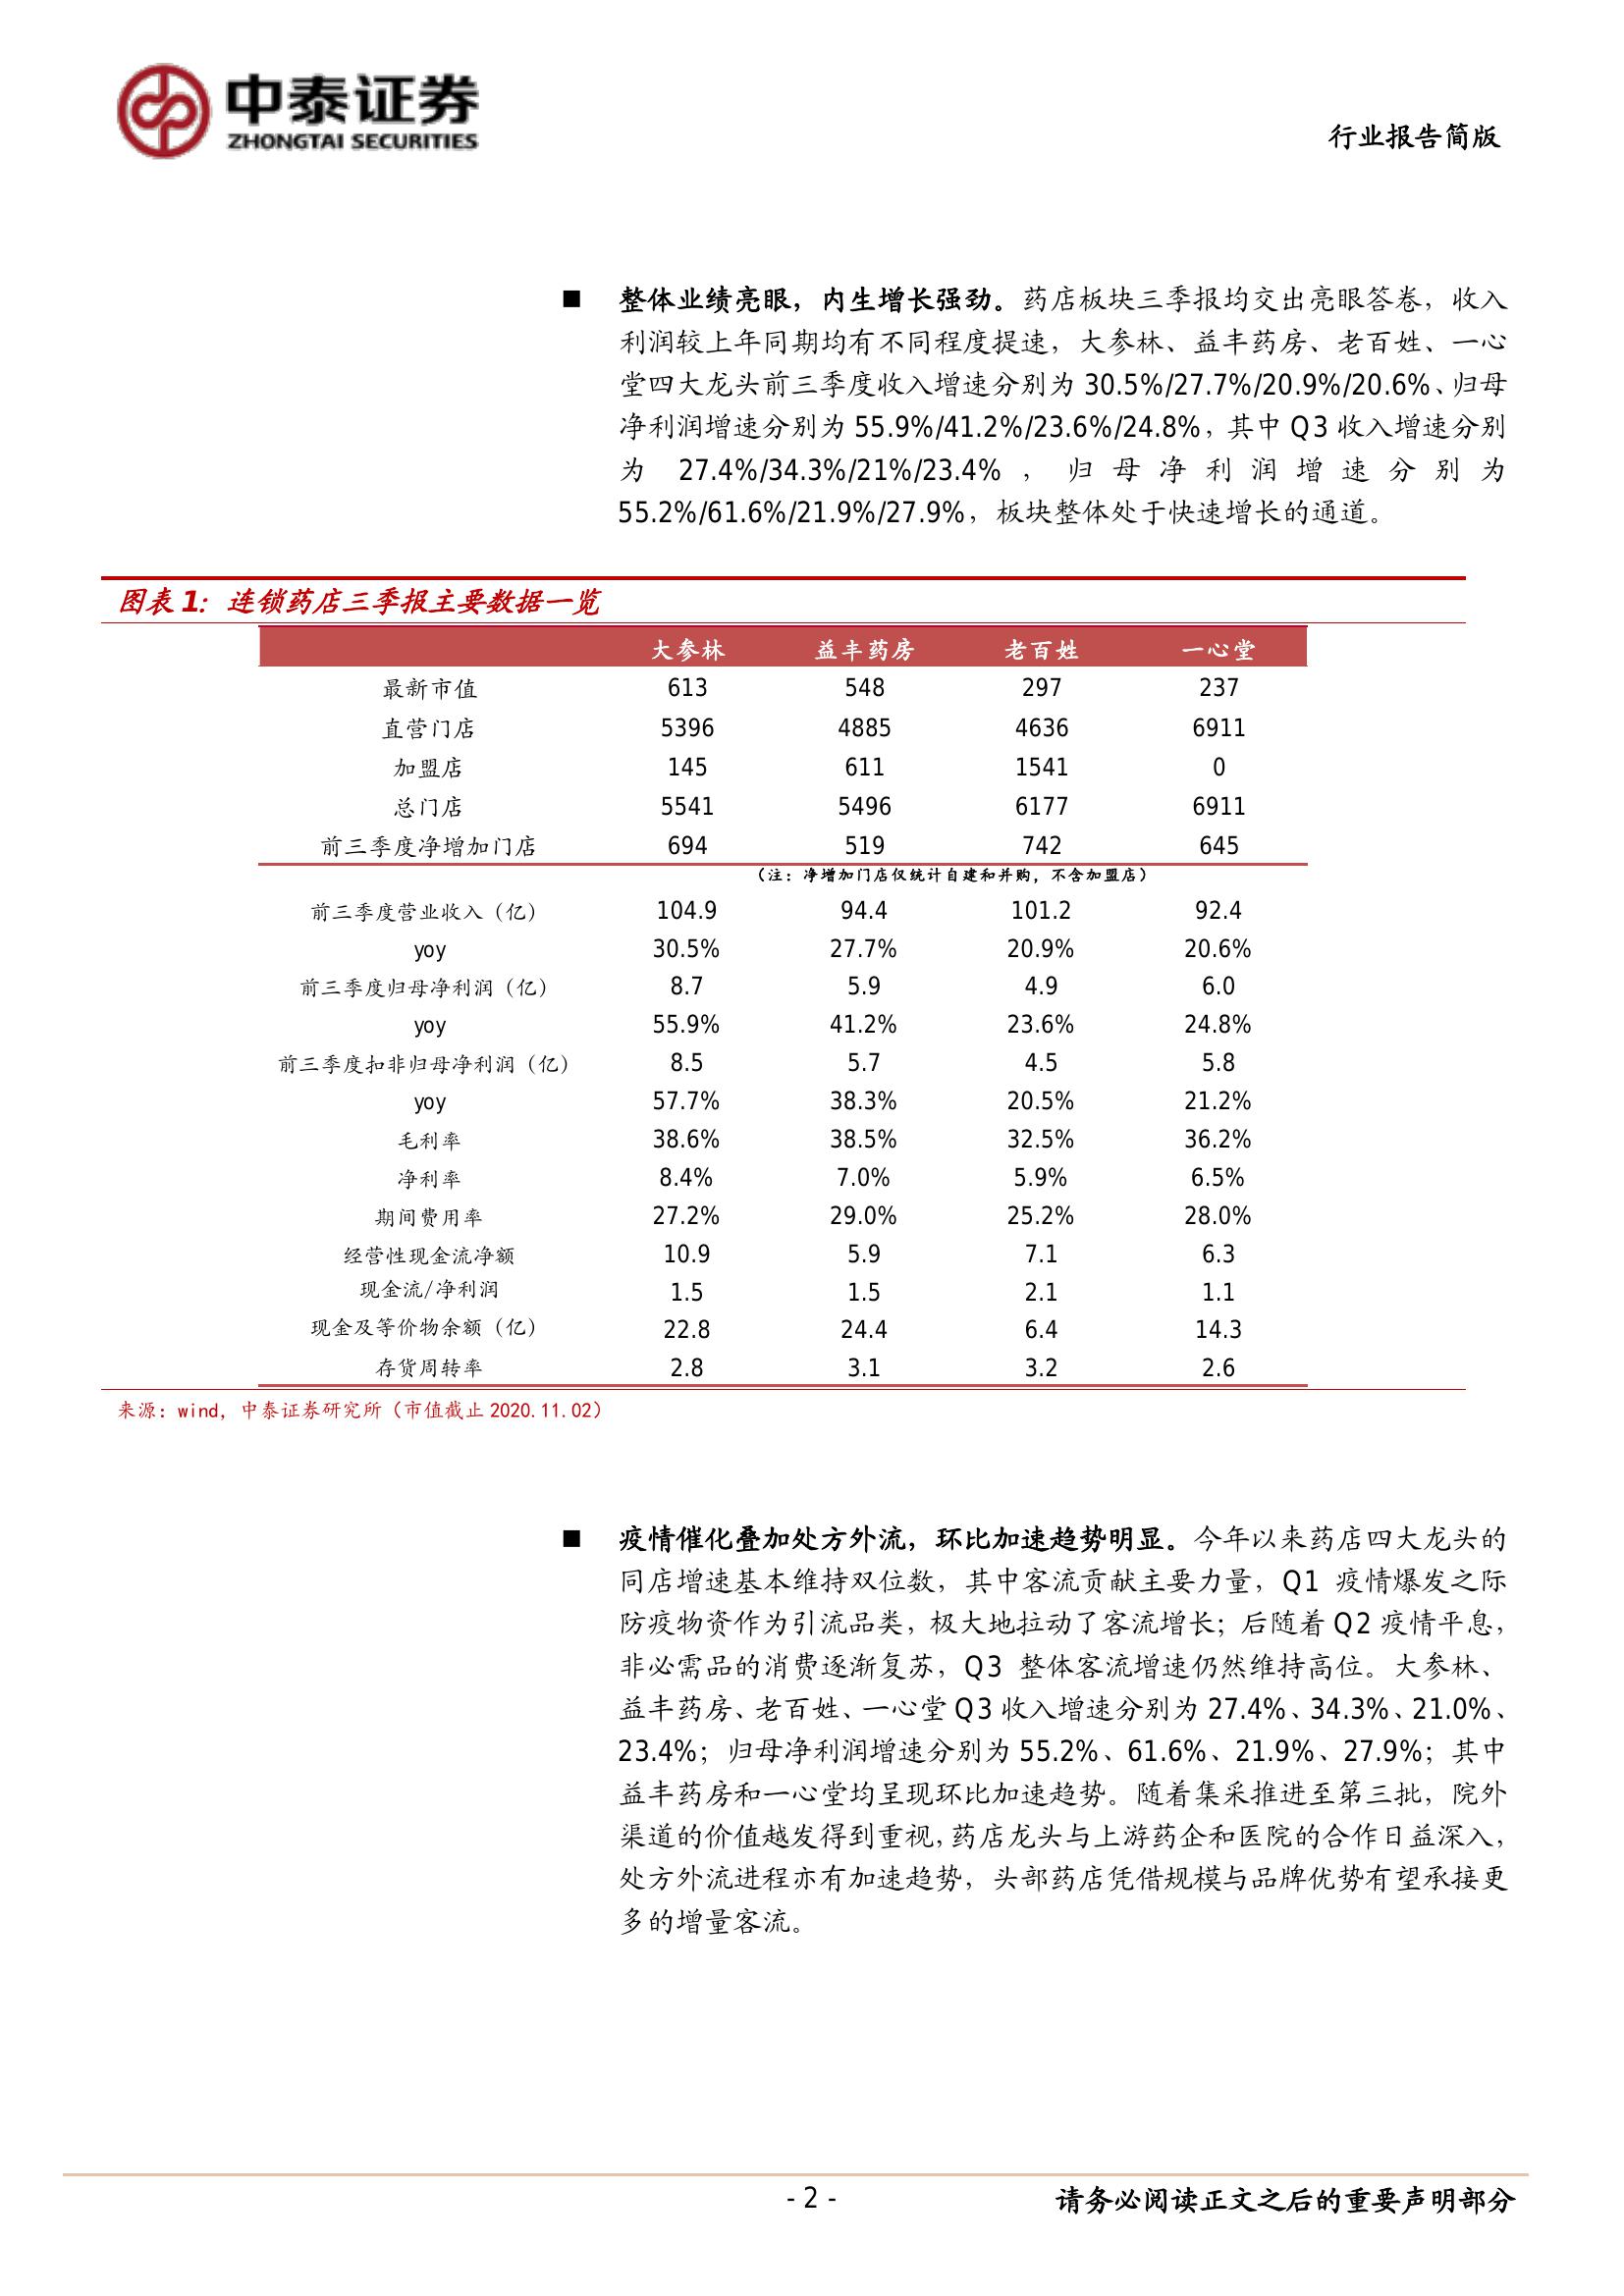 中泰证券
ZHONGTAI SECURITIES
行业报告简版
■ 整体业绩亮眼，内生增长强劲。药店板块三季报均交出亮眼答卷，收入
利润较上年同期均有不同程度提速，大参林、益丰药房、老百姓、一心
堂四大龙头前三季度收入增速分别为 30.5%/27.7%/20.9%/20.6%、归母
净利润增速分别为 55.9%/41.2%/23.6%/24.8%，其中 Q3 收入增速分别
为 27.4%/34.3%/21%/23.4%，归母净利润增速分别为
55.2%/61.6%/21.9%/27.9%，板块整体处于快速增长的通道。
图表 1：连锁药店三季报主要数据一览
大参林 益丰药房 老百姓 一心堂
最新市值 613 548 297 237
直营门店 5396 4885 4636 6911
加盟店 145 611 1541 0
总门店 5541 5496 6177 6911
前三季度净增加门店 694 519 742 645
（注：净增加门店仅统计自建和并购，不含加盟店）
前三季度营业收入（亿） 104.9 94.4 101.2 92.4
yoy 30.5% 27.7% 20.9% 20.6%
前三季度归母净利润（亿） 8.7 5.9 4.9 6.0
yoy 55.9% 41.2% 23.6% 24.8%
前三季度扣非归母净利润（亿） 8.5 5.7 4.5 5.8
yoy 57.7% 38.3% 20.5% 21.2%
毛利率 38.6% 38.5% 32.5% 36.2%
净利率 8.4% 7.0% 5.9% 6.5%
期间费用率 27.2% 29.0% 25.2% 28.0%
经营性现金流净额 10.9 5.9 7.1 6.3
现金流/净利润 1.5 1.5 2.1 1.1
现金及等价物余额（亿） 22.8 24.4 6.4 14.3
存货周转率 2.8 3.1 3.2 2.6
来源：wind，中泰证券研究所（市值截止 2020.11.02）
■ 疫情催化叠加处方外流，环比加速趋势明显。今年以来药店四大龙头的
同店增速基本维持双位数，其中客流贡献主要力量，Q1 疫情爆发之际
防疫物资作为引流品类，极大地拉动了客流增长；后随着 Q2 疫情平息，
非必需品的消费逐渐复苏，Q3 整体客流增速仍然维持高位。大参林、
益丰药房、老百姓、一心堂 Q3 收入增速分别为 27.4%、34.3%、21.0%、
23.4%；归母净利润增速分别为 55.2%、61.6%、21.9%、27.9%；其中
益丰药房和一心堂均呈现环比加速趋势。随着集采推进至第三批，院外
渠道的价值越发得到重视，药店龙头与上游药企和医院的合作日益深入，
处方外流进程亦有加速趋势，头部药店凭借规模与品牌优势有望承接更
多的增量客流。
- 2 -
请务必阅读正文之后的重要声明部分